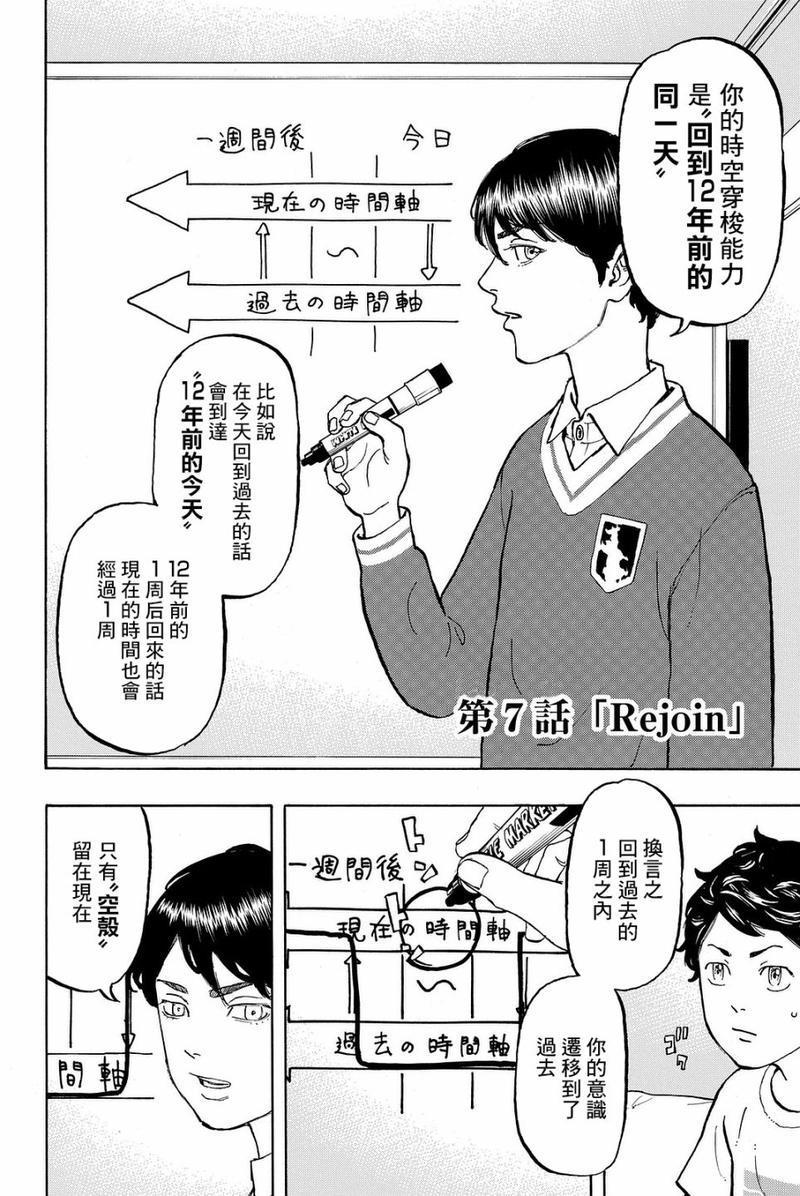 你的時空穿梭能力
是“回到12年前的
同一天”
今日
一週間後
現在の時間軸
〜
過去の時間軸
比如說
在今天回到過去的話
會到達
“12年前的今天”
12年前的
1周后回來的話
現在的時間也會
經過1周
第7話「Rejoin」
換言之
回到過去的
1周之內
MARKER
一週間後
現在の時間軸
〜
過去の時間軸
你的意識
遷移到了
過去
只有“空殼”
留在現在
間軸